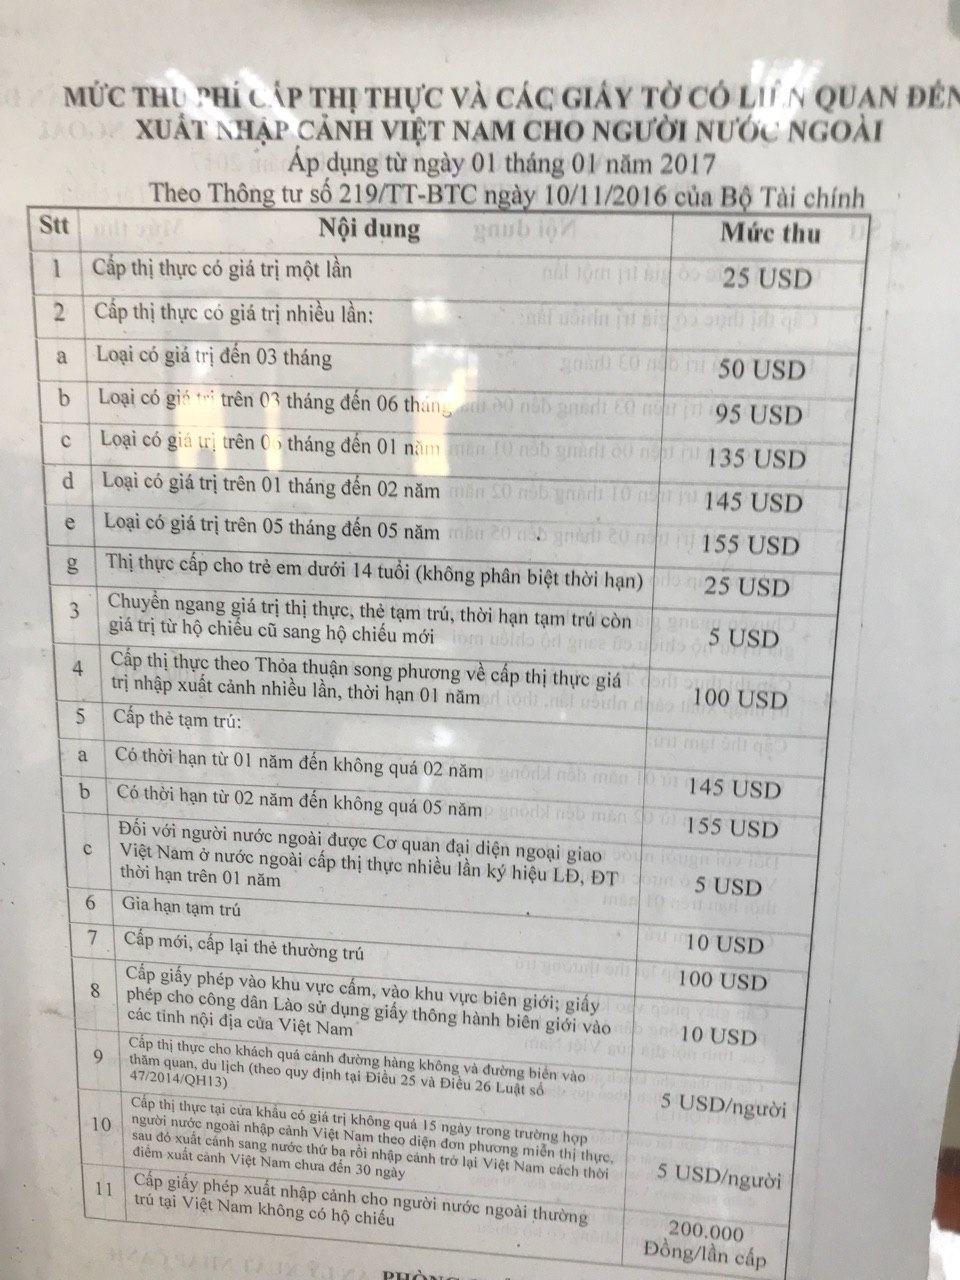 MỨC THU PHÍ CẤP THỊ THỰC VÀ CÁC GIẤY TỜ CÓ LIÊN QUAN ĐẾN
XUẤT NHẬP CẢNH VIỆT NAM CHO NGƯỜI NƯỚC NGOÀI
Áp dụng từ ngày 01 tháng 01 năm 2017
Theo Thông tư số 219/TT-BTC ngày 10/11/2016 của Bộ Tài chính
Stt Nội dung Mức thu
1 Cấp thị thực có giá trị một lần 25 USD
2 Cấp thị thực có giá trị nhiều lần:
a Loại có giá trị đến 03 tháng 50 USD
b Loại có giá trị trên 03 tháng đến 06 tháng 95 USD
c Loại có giá trị trên 06 tháng đến 01 năm 135 USD
d Loại có giá trị trên 01 tháng đến 02 năm 145 USD
e Loại có giá trị trên 05 tháng đến 05 năm 155 USD
g Thị thực cấp cho trẻ em dưới 14 tuổi (không phân biệt thời hạn) 25 USD
3 Chuyển ngang giá trị thị thực, thẻ tạm trú, thời hạn tạm trú còn
giá trị từ hộ chiếu cũ sang hộ chiếu mới 5 USD
4 Cấp thị thực theo Thỏa thuận song phương về cấp thị thực giá
trị nhập xuất cảnh nhiều lần, thời hạn 01 năm 100 USD
5 Cấp thẻ tạm trú:
a Có thời hạn từ 01 năm đến không quá 02 năm 145 USD
b Có thời hạn từ 02 năm đến không quá 05 năm 155 USD
c Đối với người nước ngoài được Cơ quan đại diện ngoại giao
Việt Nam ở nước ngoài cấp thị thực nhiều lần ký hiệu LĐ, ĐT
thời hạn trên 01 năm 5 USD
6 Gia hạn tạm trú 10 USD
7 Cấp mới, cấp lại thẻ thường trú 100 USD
8 Cấp giấy phép vào khu vực cấm, vào khu vực biên giới; giấy
phép cho công dân Lào sử dụng giấy thông hành biên giới vào
các tỉnh nội địa của Việt Nam 10 USD
9 Cấp thị thực cho khách quá cảnh đường hàng không và đường biển vào
thăm quan, du lịch (theo quy định tại Điều 25 và Điều 26 Luật số
47/2014/QH13) 5 USD/người
10 Cấp thị thực tại cửa khẩu có giá trị không quá 15 ngày trong trường hợp
người nước ngoài nhập cảnh Việt Nam theo diện đơn phương miễn thị thực,
sau đó xuất cảnh sang nước thứ ba rồi nhập cảnh trở lại Việt Nam cách thời
điểm xuất cảnh Việt Nam chưa đến 30 ngày 5 USD/người
11 Cấp giấy phép xuất nhập cảnh cho người nước ngoài thường
trú tại Việt Nam không có hộ chiếu 200.000
Đồng/lần cấp